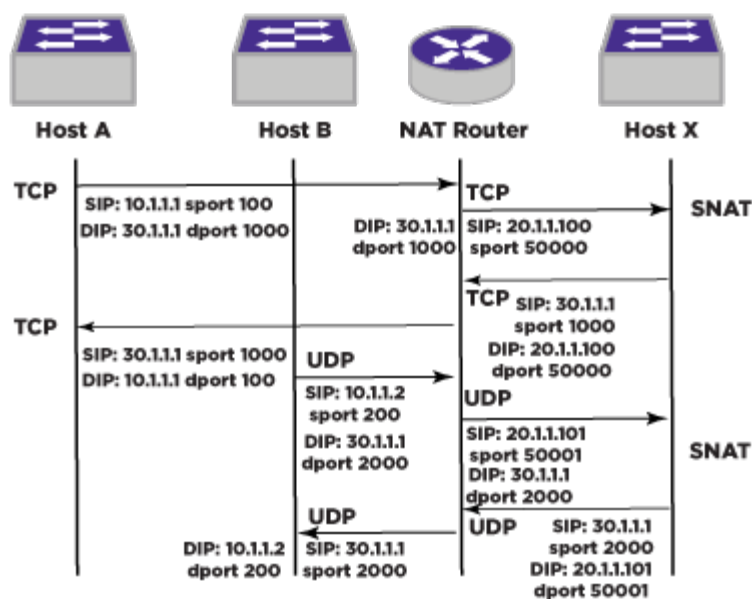 Host A
Host B
NAT Router
Host X
TCP
SIP: 10.1.1.1 sport 100
DIP: 30.1.1.1 dport 1000
TCP
DIP: 30.1.1.1
dport 1000
SIP: 20.1.1.100
sport 50000
SNAT
TCP
SIP: 30.1.1.1
sport 1000
DIP: 20.1.1.100
dport 50000
TCP
SIP: 30.1.1.1 sport 1000
DIP: 10.1.1.1 dport 100
UDP
SIP: 10.1.1.2
sport 200
DIP: 30.1.1.1
dport 2000
UDP
SIP: 20.1.1.101
sport 50001
DIP: 30.1.1.1
dport 2000
SNAT
UDP
SIP: 30.1.1.1
sport 2000
DIP: 20.1.1.101
dport 50001
UDP
DIP: 10.1.1.2
dport 200
SIP: 30.1.1.1
sport 2000